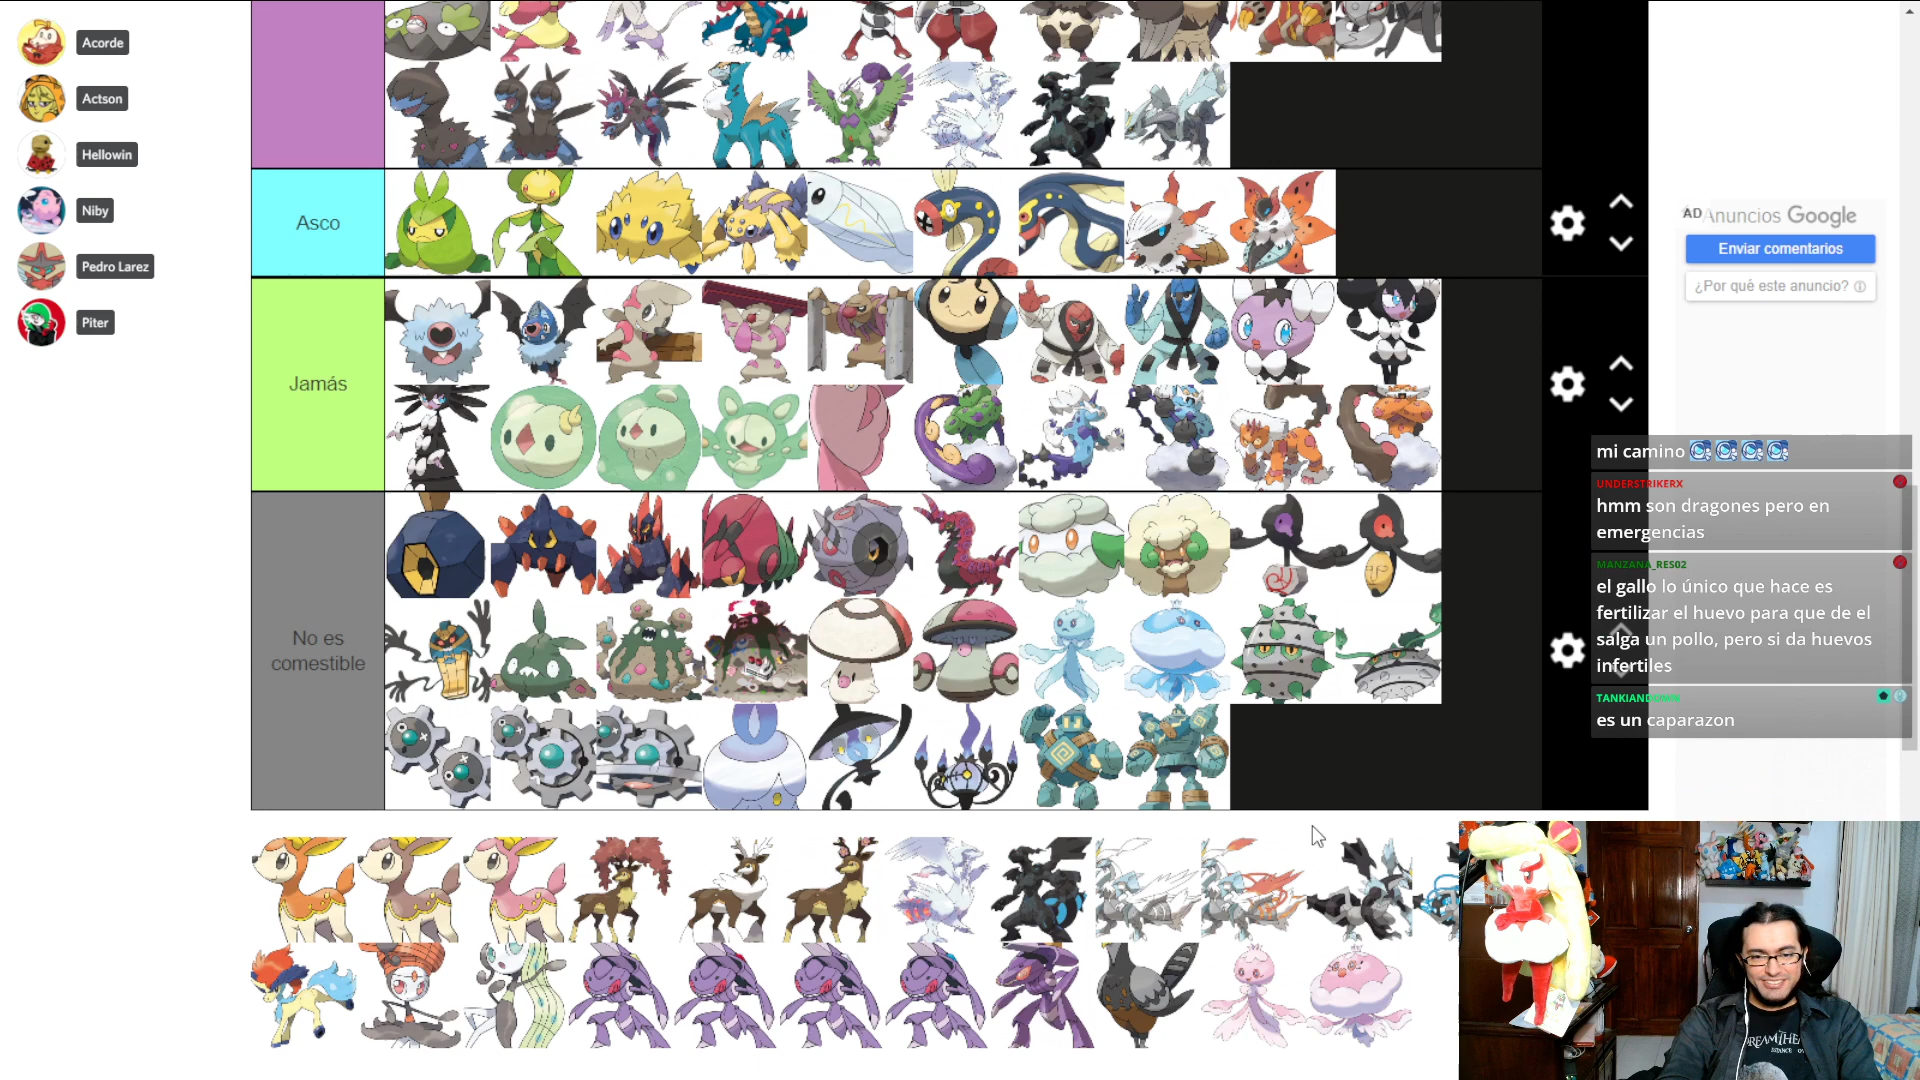 Acorde
Actson
Hellowin
Niby
Pedro Larez
Piter
Asco
Jamás
No es
comestible
AD Anuncios Google
Enviar comentarios
¿Por qué este anuncio?
mi camino
UNDERSTRIKERX
hmm son dragones pero en
emergencias
MANZANA_RES02
el gallo lo único que hace es
fertilizar el huevo para que de el
salga un pollo, pero si da huevos
infertiles
es un caparazon